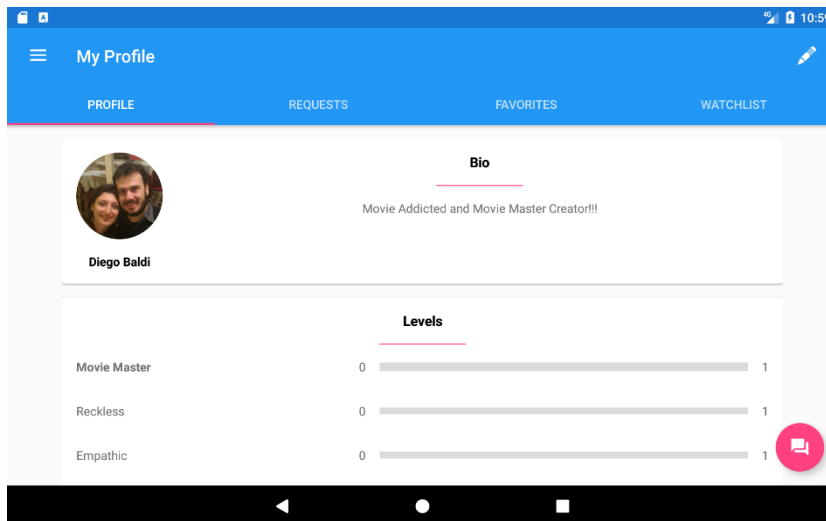 4G 10:59
My Profile
PROFILE REQUESTS FAVORITES WATCHLIST
Bio
Movie Addicted and Movie Master Creator!!!
Diego Baldi
Levels
Movie Master 0 1
Reckless 0 1
Empathic 0 1